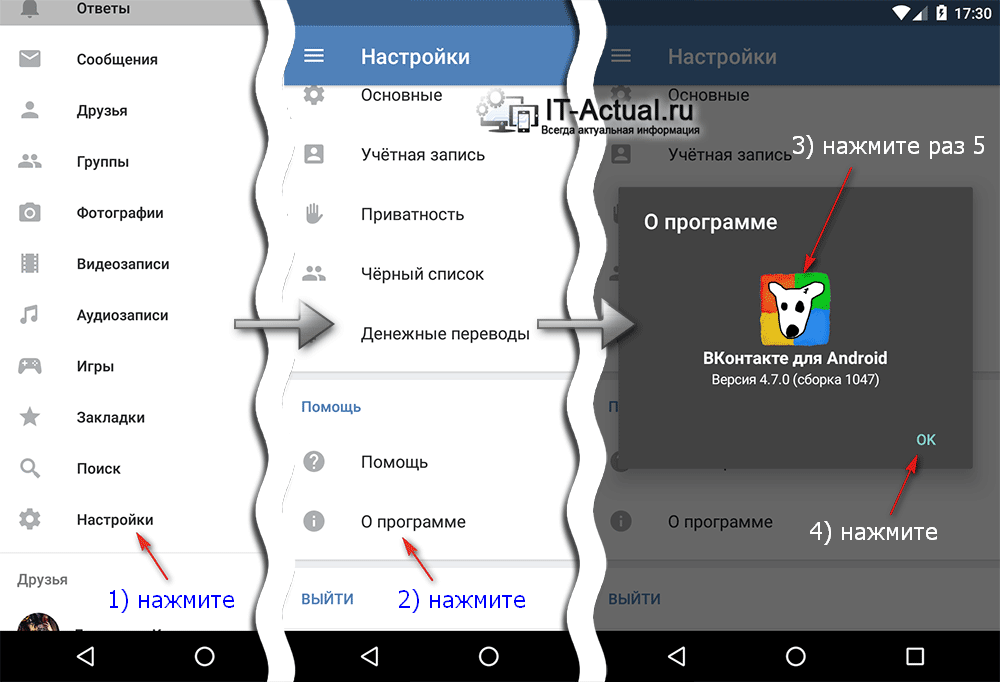 Ответы
Сообщения
Друзья
Группы
Фотографии
Видеозаписи
Аудиозаписи
Игры
Закладки
Поиск
Настройки
Друзья
1) нажмите
Настройки
Основные
Учётная запись
Приватность
Чёрный список
Денежные переводы
Помощь
Помощь
О программе
ВЫЙТИ
2) нажмите
IT-Actual.ru
Всегда актуальная информация
17:30
Настройки
Основные
Учётная запись
3) нажмите раз 5
О программе
ВКонтакте для Android
Версия 4.7.0 (сборка 1047)
OK
4) нажмите
О программе
ВЫЙТИ